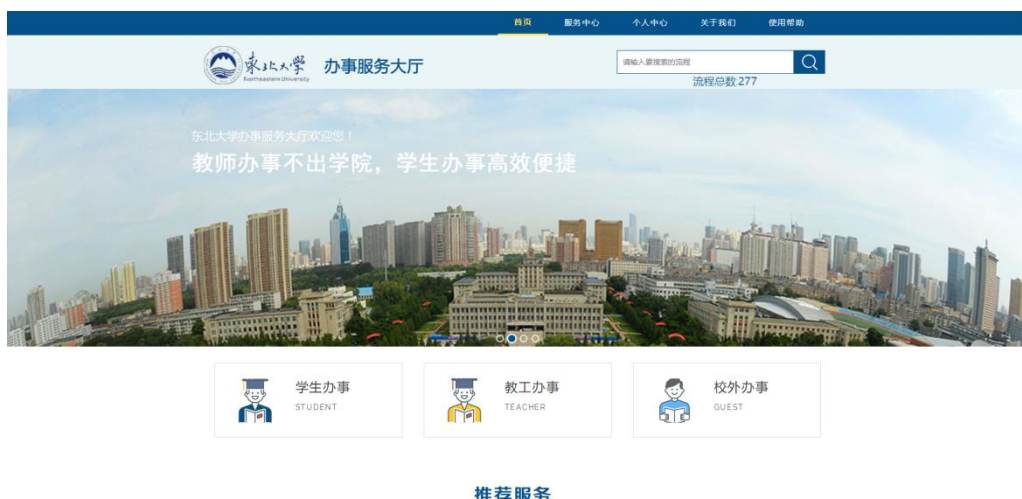 首页 服务中心 个人中心 关于我们 使用帮助
東北大学 办事服务大厅
Northeastern University
请输入要搜索的流程
流程总数:277
东北大学办事服务大厅欢迎您！
教师办事不出学院，学生办事高效便捷
学生办事 教工办事 校外办事
STUDENT TEACHER GUEST
推荐服务